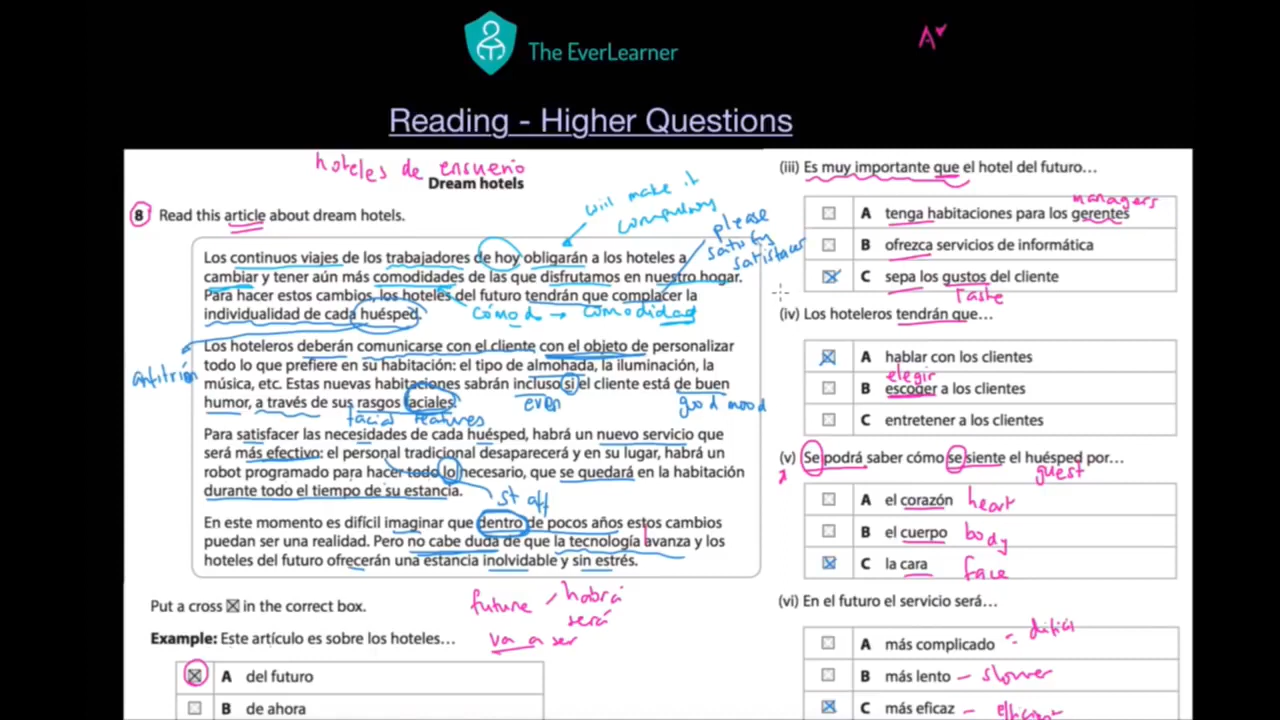 The EverLearner
A
Reading - Higher Questions
hoteles de ensueño
Dream hotels
8 Read this article about dream hotels.
will make it
compulsory
please
satisfy
Los continuos viajes de los trabajadores de hoy obligarán a los hoteles a
cambiar y tener aún más comodidades de las que disfrutamos en nuestro hogar.
Para hacer estos cambios, los hoteles del futuro tendrán que complacer la
individualidad de cada huésped.
cómodo → comodidad
Los hoteleros deberán comunicarse con el cliente con el objeto de personalizar
todo lo que prefiere en su habitación: el tipo de almohada, la iluminación, la
anfitrión
música, etc. Estas nuevas habitaciones sabrán incluso si el cliente está de buen
humor, a través de sus rasgos faciales.
even
good mood
facial features
Para satisfacer las necesidades de cada huésped, habrá un nuevo servicio que
será más efectivo: el personal tradicional desaparecerá y en su lugar, habrá un
robot programado para hacer todo lo necesario, que se quedará en la habitación
durante todo el tiempo de su estancia.
staff
En este momento es difícil imaginar que dentro de pocos años estos cambios
puedan ser una realidad. Pero no cabe duda de que la tecnología avanza y los
hoteles del futuro ofrecerán una estancia inolvidable y sin estrés.
Put a cross ☒ in the correct box.
future - habrá
será
va a ser
Example: Este artículo es sobre los hoteles…
A del futuro
B de ahora
(iii) Es muy importante que el hotel del futuro…
managers
A tenga habitaciones para los gerentes
B ofrezca servicios de informática
C sepa los gustos del cliente
Taste
(iv) Los hoteleros tendrán que…
A hablar con los clientes
elegir
B escoger a los clientes
C entretener a los clientes
(v) Se podrá saber cómo se siente el huésped por…
guest
A el corazón heart
B el cuerpo body
C la cara face
(vi) En el futuro el servicio será…
A más complicado =
B más lento – slower
C más eficaz –